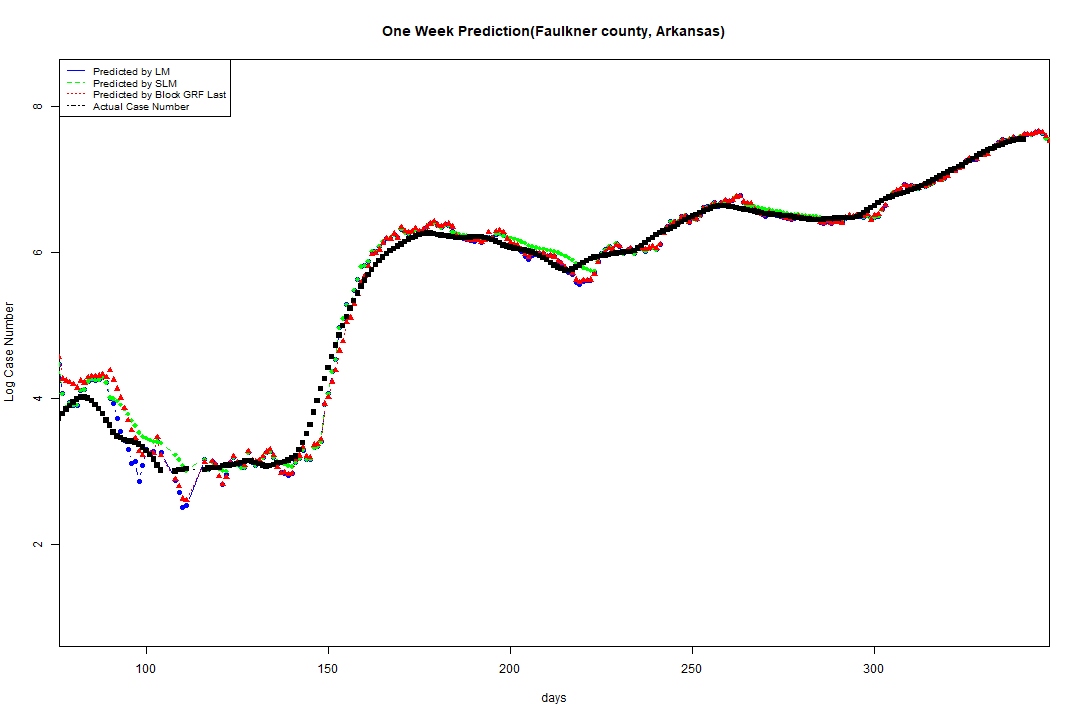 One Week Prediction(Faulkner county, Arkansas)
Predicted by LM
Predicted by SLM
Predicted by Block GRF Last
Actual Case Number
8
6
4
2
Log Case Number
100 150 200 250 300
days